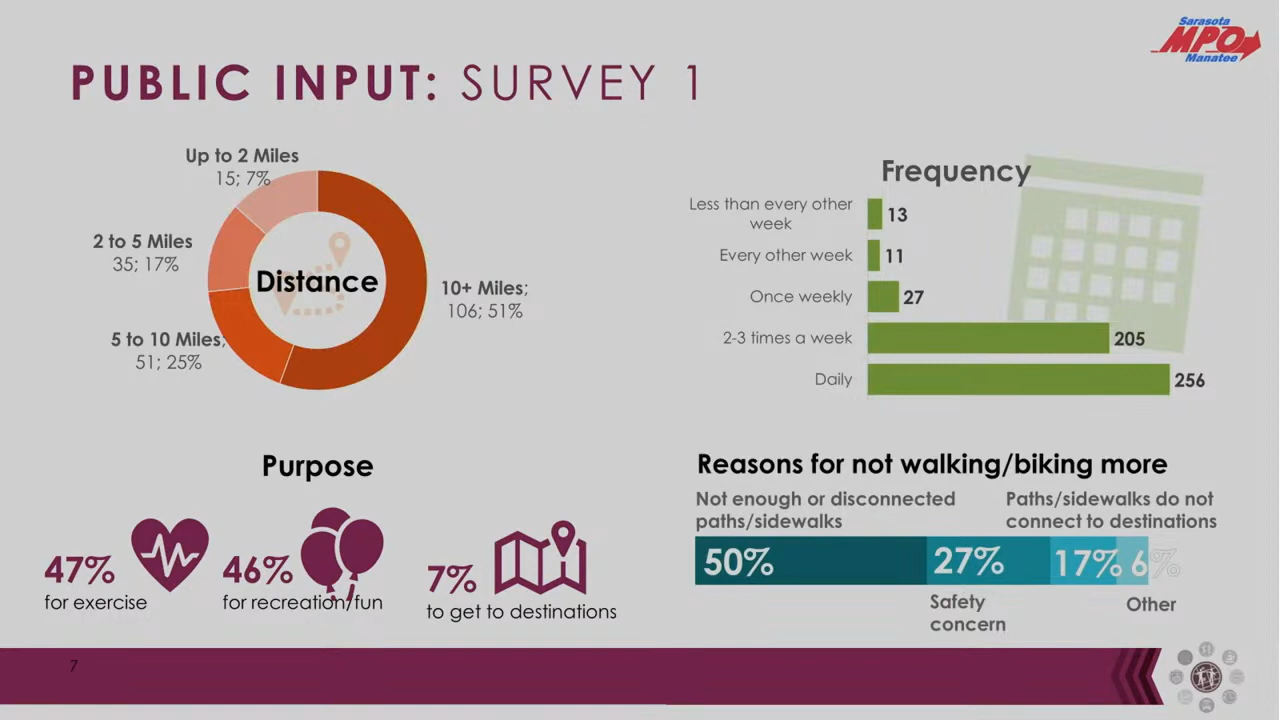 Sarasota
MPO
Manatee
PUBLIC INPUT: SURVEY 1
Up to 2 Miles
15; 7%
2 to 5 Miles
35; 17%
5 to 10 Miles;
51; 25%
Distance
10+ Miles;
106; 51%
Frequency
Less than every other
week
13
Every other week
11
Once weekly
27
2-3 times a week
205
Daily
256
Purpose
47%
for exercise
46%
for recreation/fun
7%
to get to destinations
Reasons for not walking/biking more
Not enough or disconnected
paths/sidewalks
Paths/sidewalks do not
connect to destinations
50%
27%
17%
6%
Safety
concern
Other
7